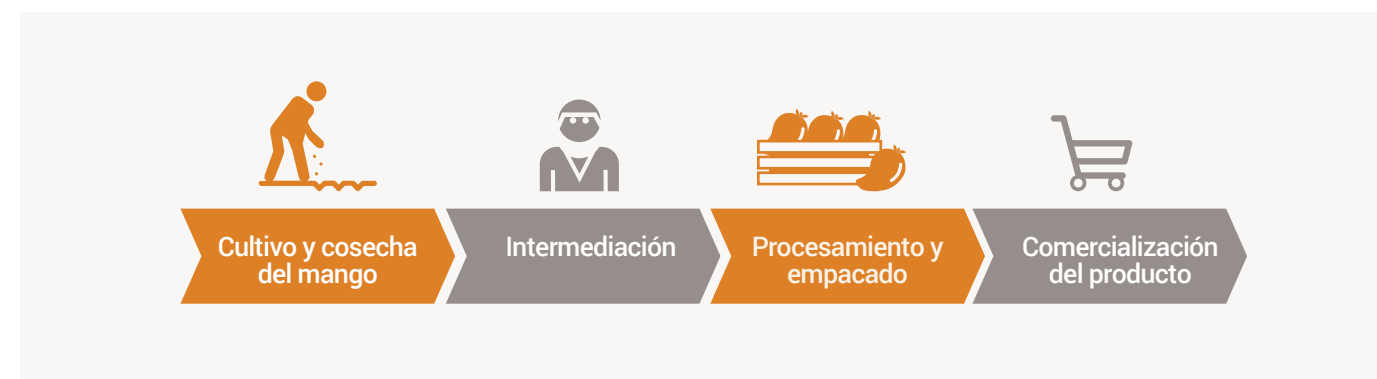 Cultivo y cosecha
del mango
Intermediación
Procesamiento y
empacado
Comercialización
del producto